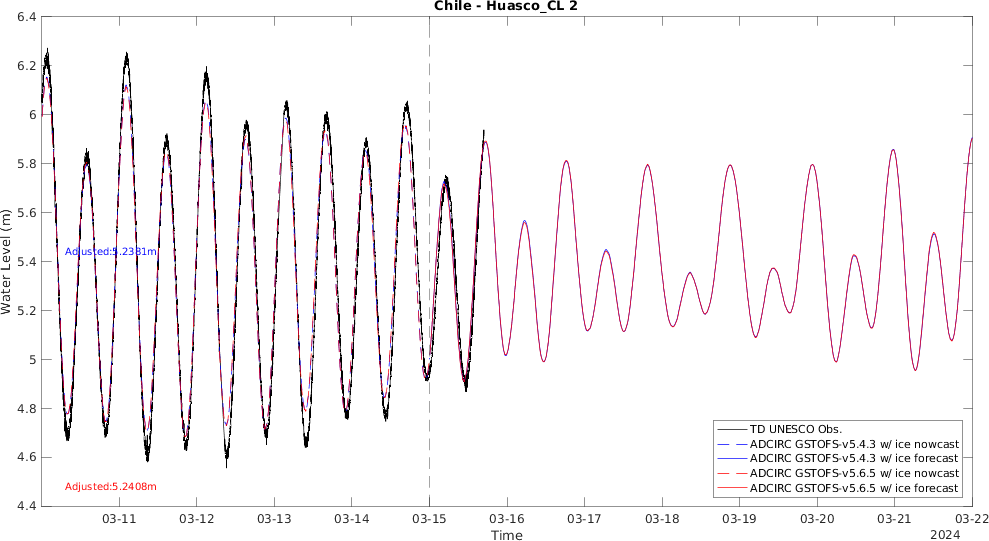 Chile - Huasco_CL 2
6.4
6.2
6
5.8
5.6
5.4
5.2
5
4.8
4.6
4.4
Water Level (m)
Adjusted:5.2381m
Adjusted:5.2408m
TD UNESCO Obs.
ADCIRC GSTOFS-v5.4.3 w/ ice nowcast
ADCIRC GSTOFS-v5.4.3 w/ ice forecast
ADCIRC GSTOFS-v5.6.5 w/ ice nowcast
ADCIRC GSTOFS-v5.6.5 w/ ice forecast
03-11 03-12 03-13 03-14 03-15 03-16 03-17 03-18 03-19 03-20 03-21 03-22
Time
2024